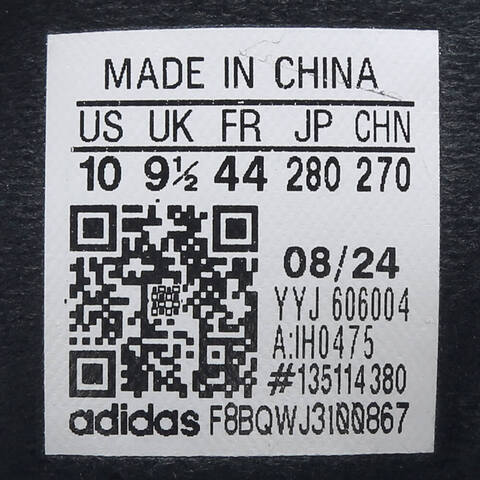 MADE IN CHINA
US UK FR JP CHN
10 9½ 44 280 270
08/24
YYJ 606004
A:IH0475
#135114380
adidas F8BQWJ3100867